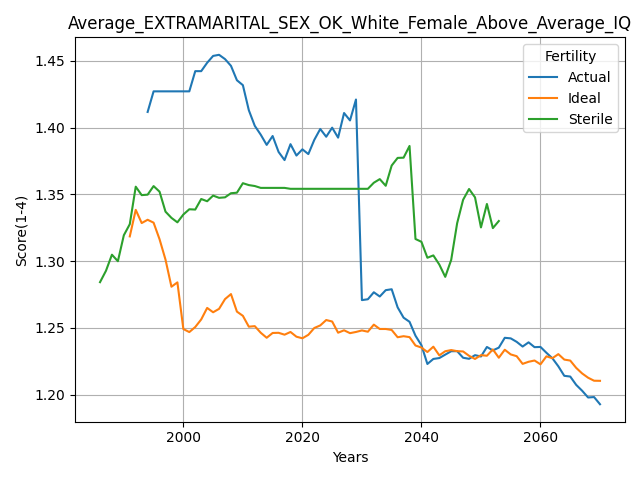 Average_EXTRAMARITAL_SEX_OK_White_Female_Above_Average_IQ
Fertility
Actual
Ideal
Sterile
Score(1-4)
1.45
1.40
1.35
1.30
1.25
1.20
2000
2020
2040
2060
Years